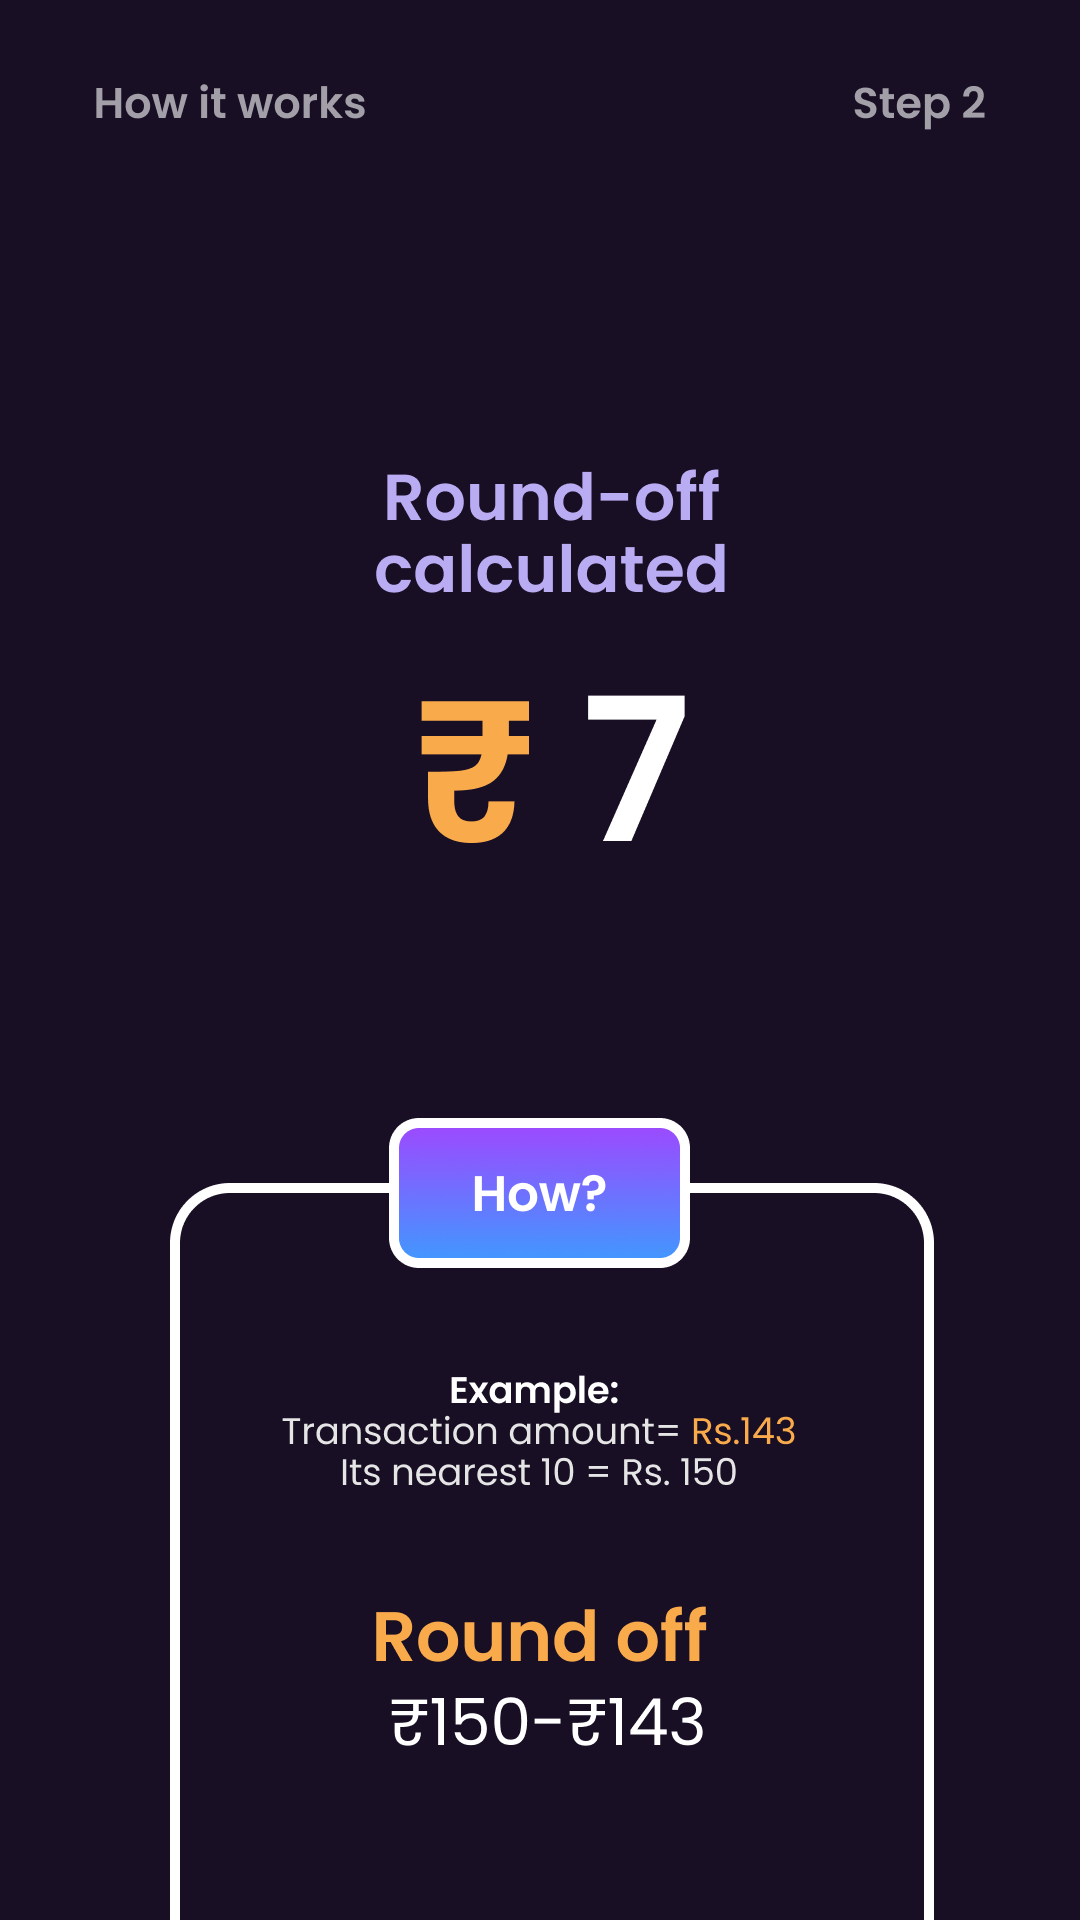 How it works
Step 2
Round-off
calculated
₹ 7
How?
Example:
Transaction amount= Rs.143
Its nearest 10 = Rs. 150
Round off
₹150-₹143